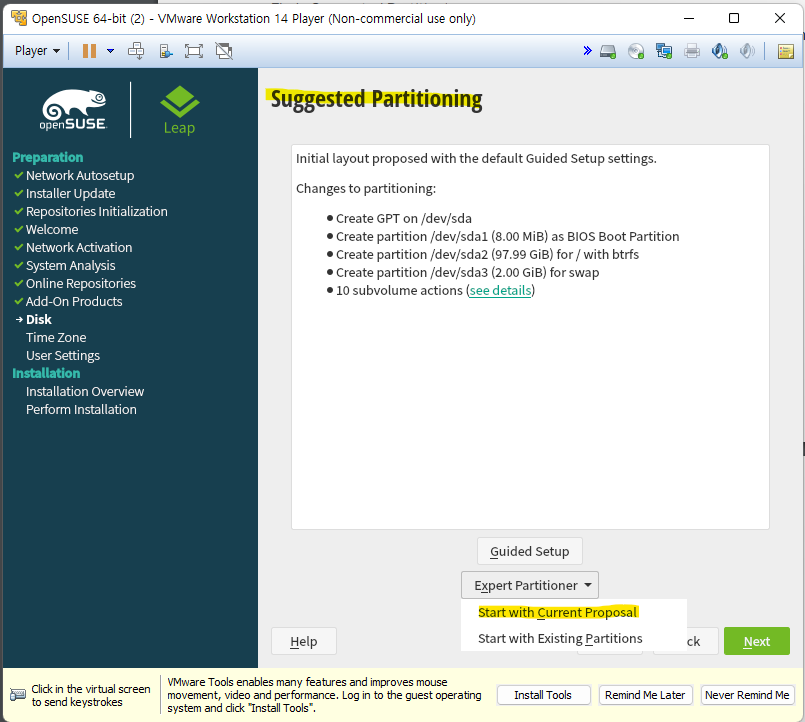 OpenSUSE 64-bit (2) - VMware Workstation 14 Player (Non-commercial use only)
Player
openSUSE
Leap
Preparation
Network Autosetup
Installer Update
Repositories Initialization
Welcome
Network Activation
System Analysis
Online Repositories
Add-On Products
Disk
Time Zone
User Settings
Installation
Installation Overview
Perform Installation
Suggested Partitioning
Initial layout proposed with the default Guided Setup settings.
Changes to partitioning:
Create GPT on /dev/sda
Create partition /dev/sda1 (8.00 MiB) as BIOS Boot Partition
Create partition /dev/sda2 (97.99 GiB) for / with btrfs
Create partition /dev/sda3 (2.00 GiB) for swap
10 subvolume actions (see details)
Guided Setup
Expert Partitioner
Start with Current Proposal
Start with Existing Partitions
Help
ck
Next
Click in the virtual screen
to send keystrokes
VMware Tools enables many features and improves mouse
movement, video and performance. Log in to the guest operating
system and click "Install Tools".
Install Tools
Remind Me Later
Never Remind Me